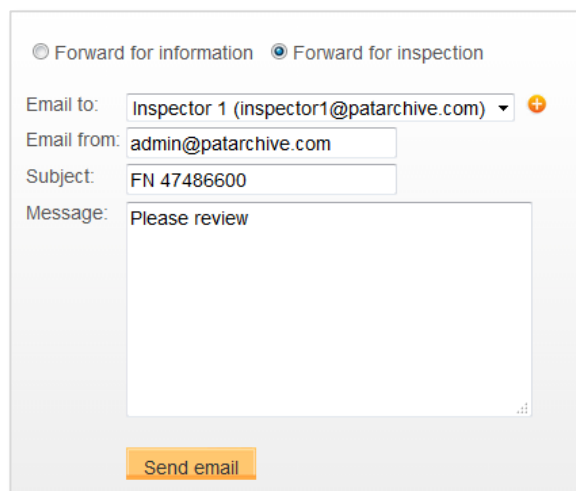 Forward for information Forward for inspection
Email to: Inspector 1 (inspector1@patarchive.com)
Email from: admin@patarchive.com
Subject: FN 47486600
Message: Please review
Send email